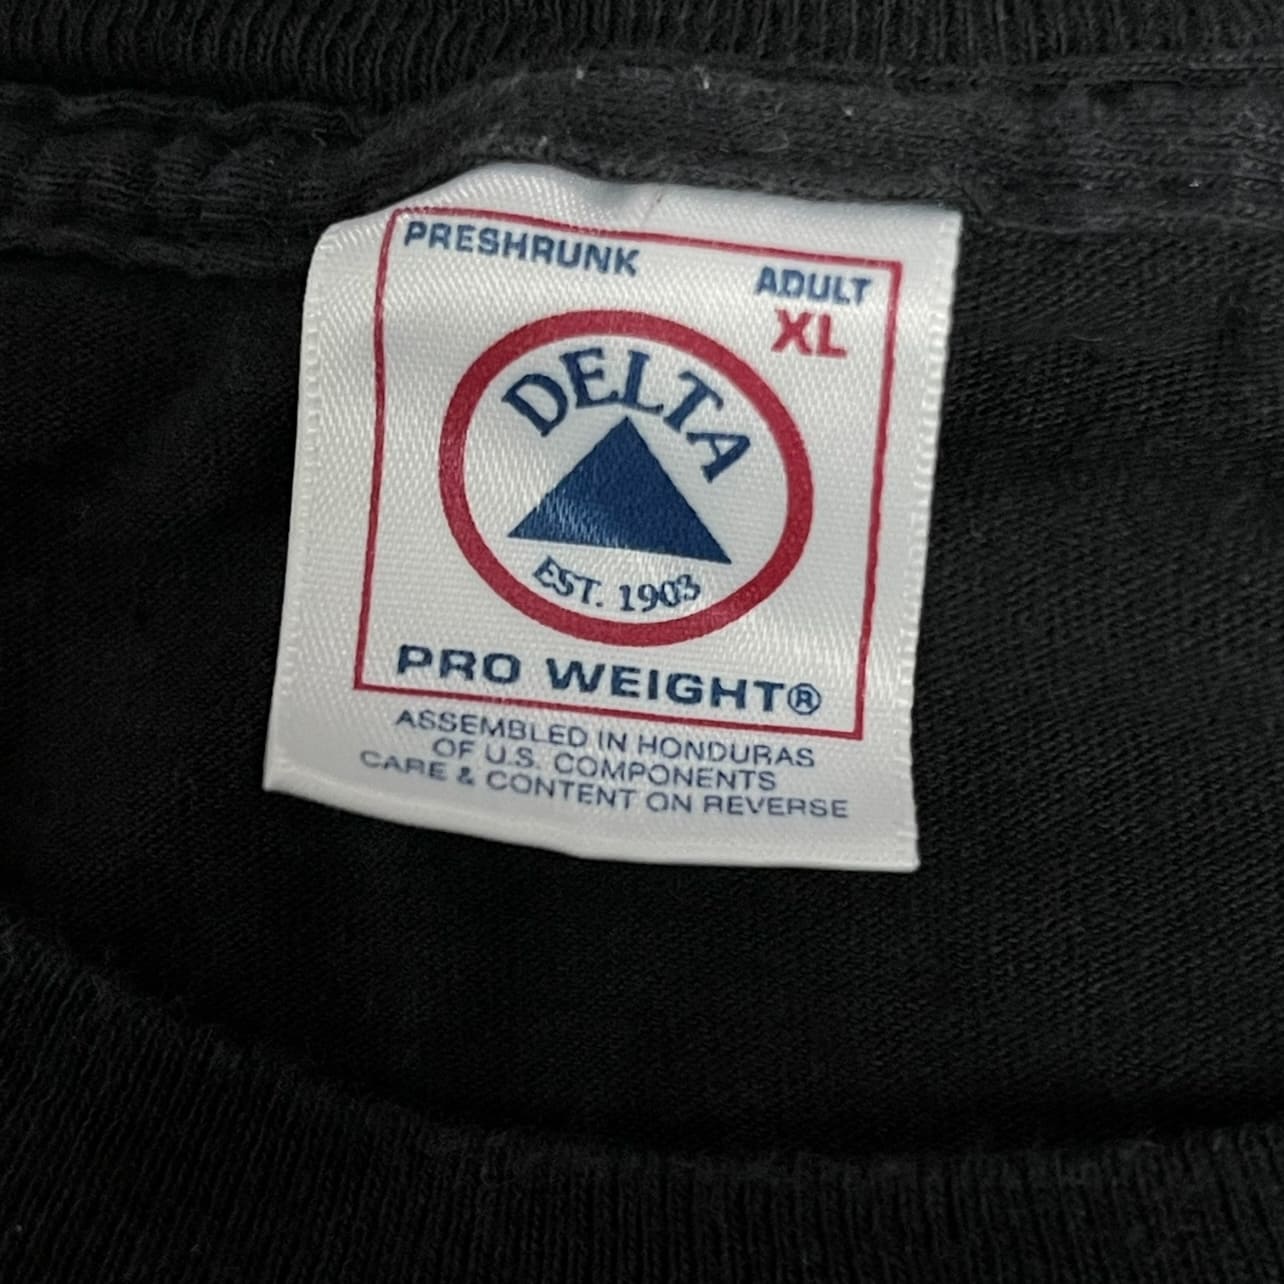 PRESHRUNK
ADULT
XL
DELTA
EST. 1903
PRO WEIGHT®
ASSEMBLED IN HONDURAS
OF U.S. COMPONENTS
CARE & CONTENT ON REVERSE